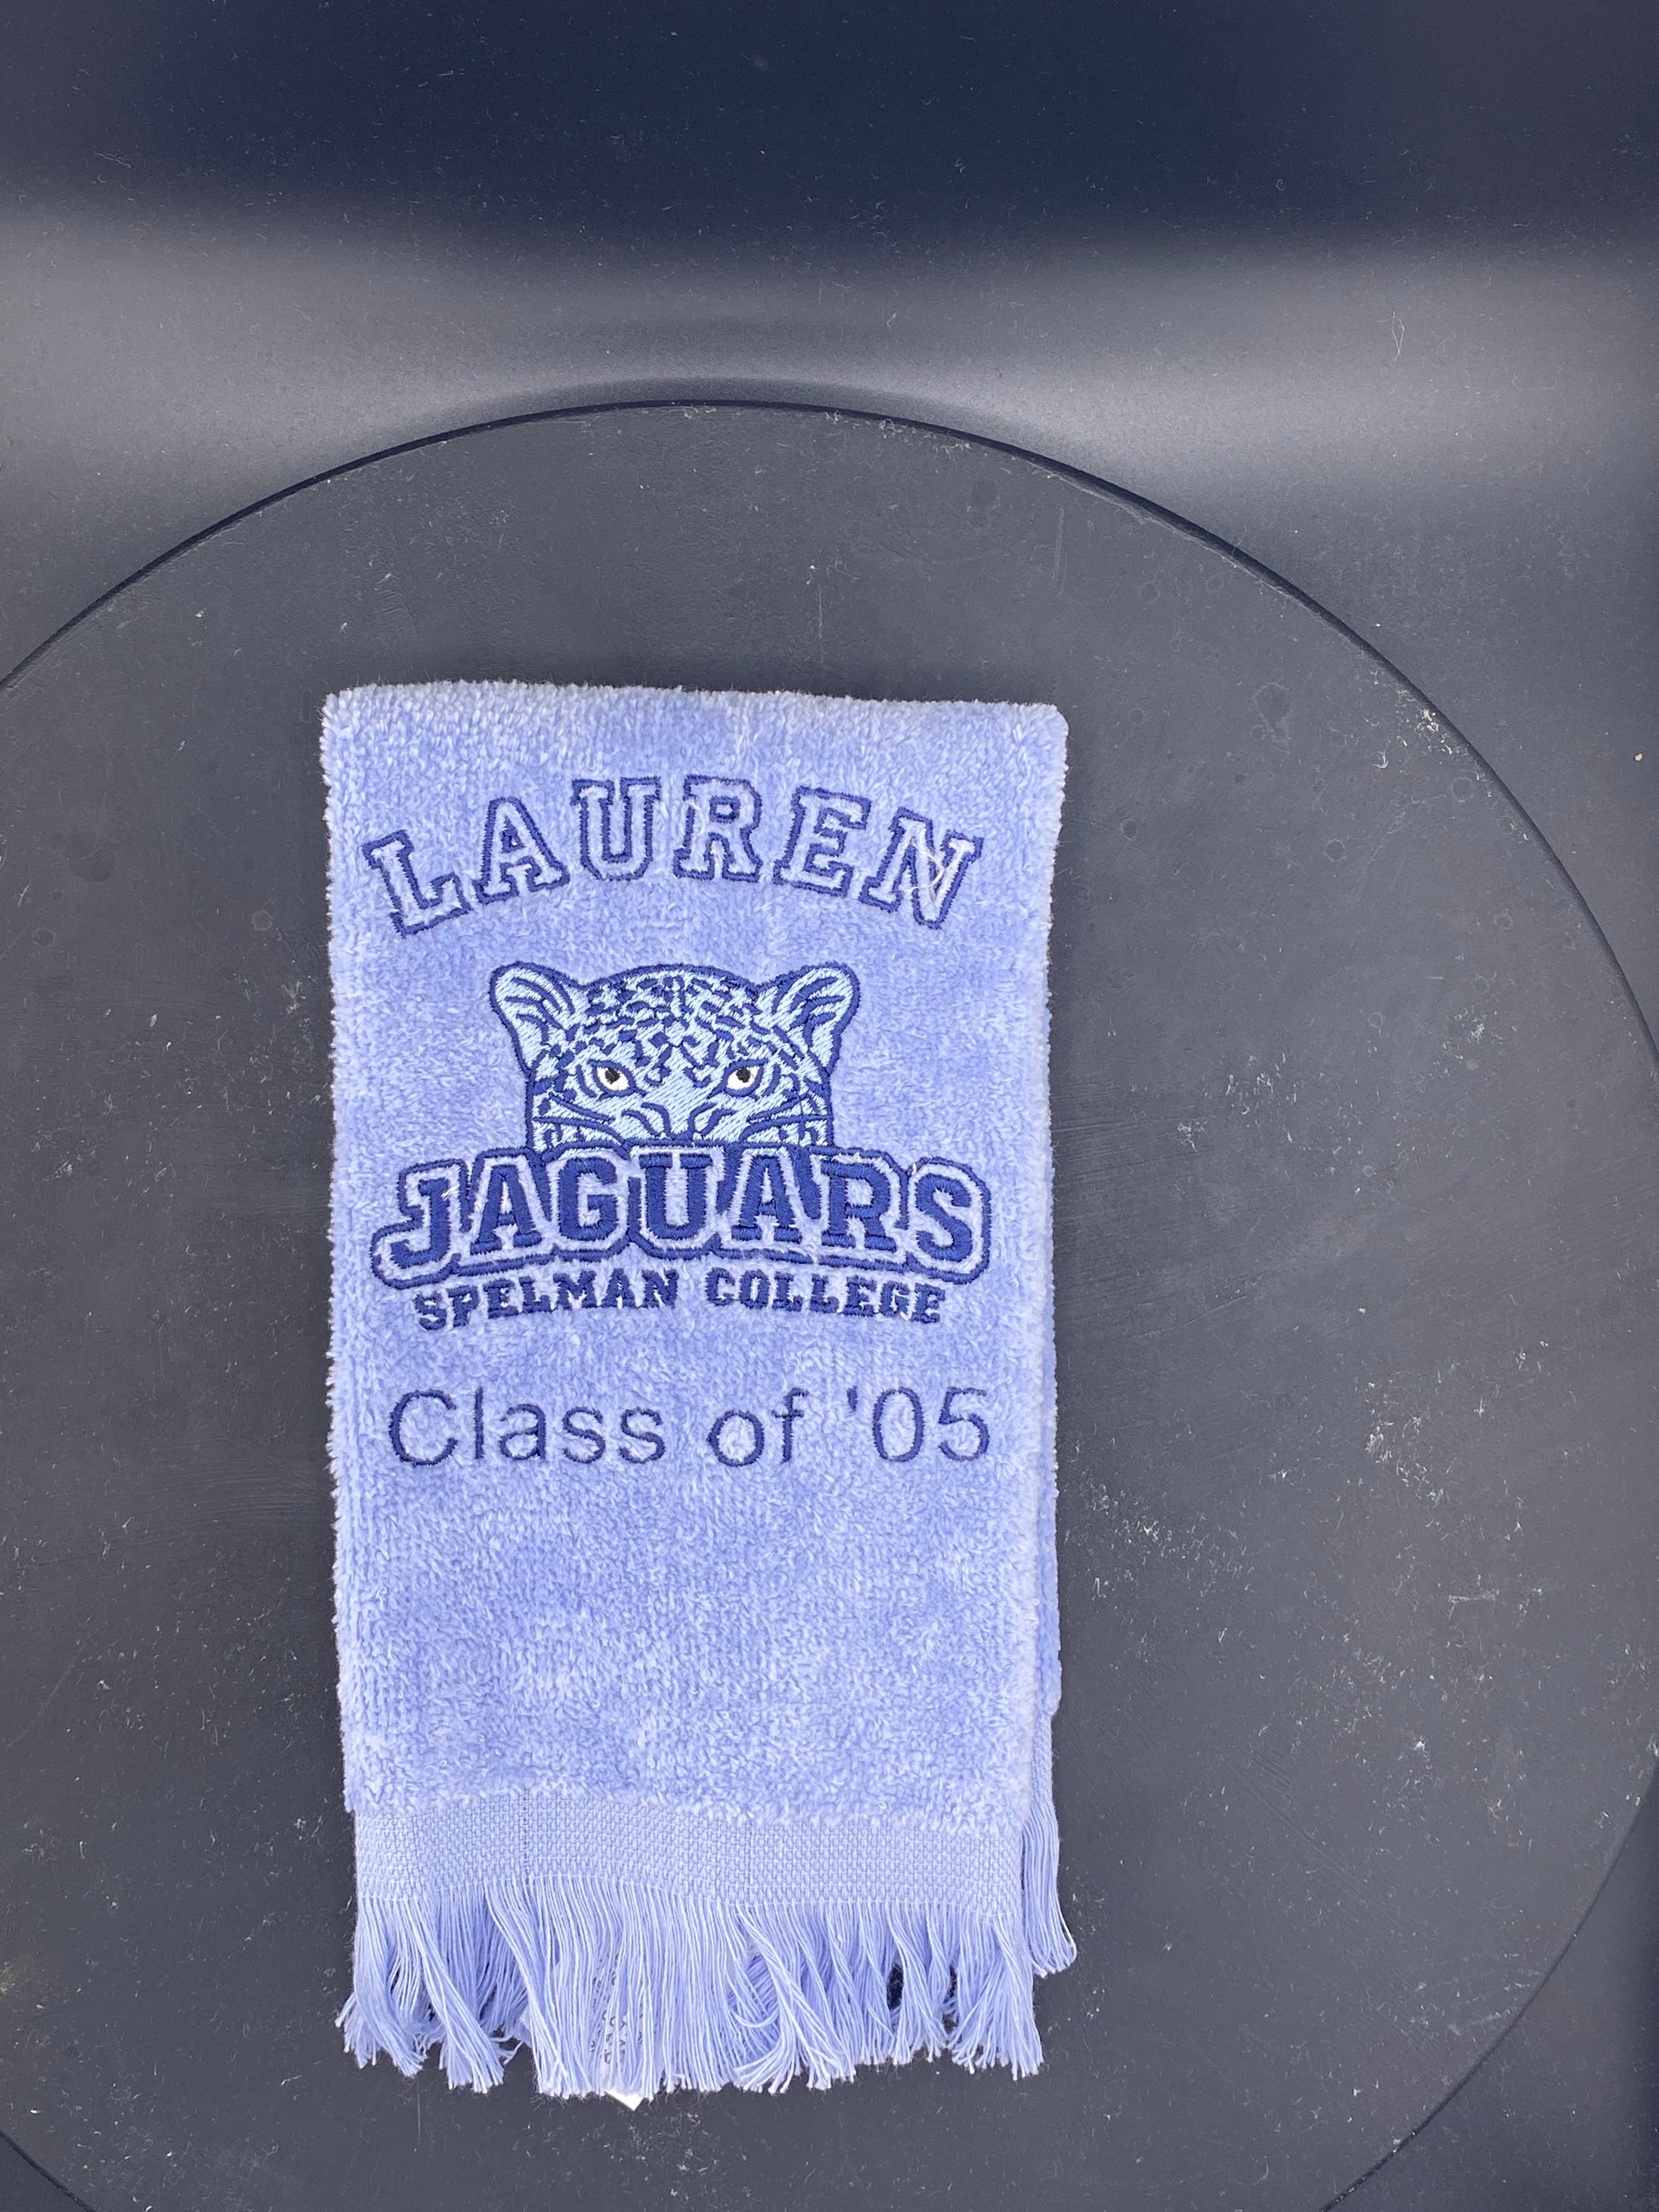 LAUREN
JAGUARS
SPELMAN COLLEGE
Class of '05